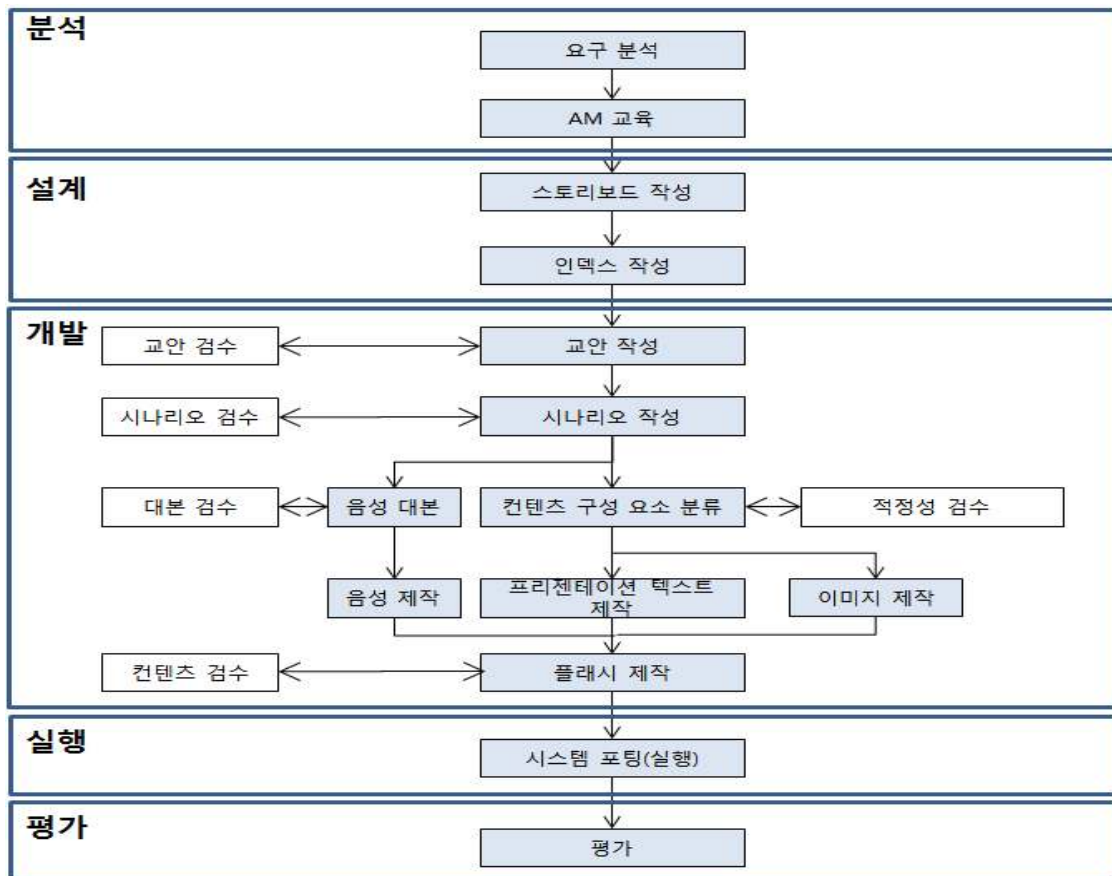 분석
요구 분석
AM 교육
설계
스토리보드 작성
인덱스 작성
개발
교안 검수
교안 작성
시나리오 검수
시나리오 작성
대본 검수
음성 대본
컨텐츠 구성 요소 분류
적정성 검수
음성 제작
프리젠테이션 텍스트
제작
이미지 제작
컨텐츠 검수
플래시 제작
실행
시스템 포팅(실행)
평가
평가